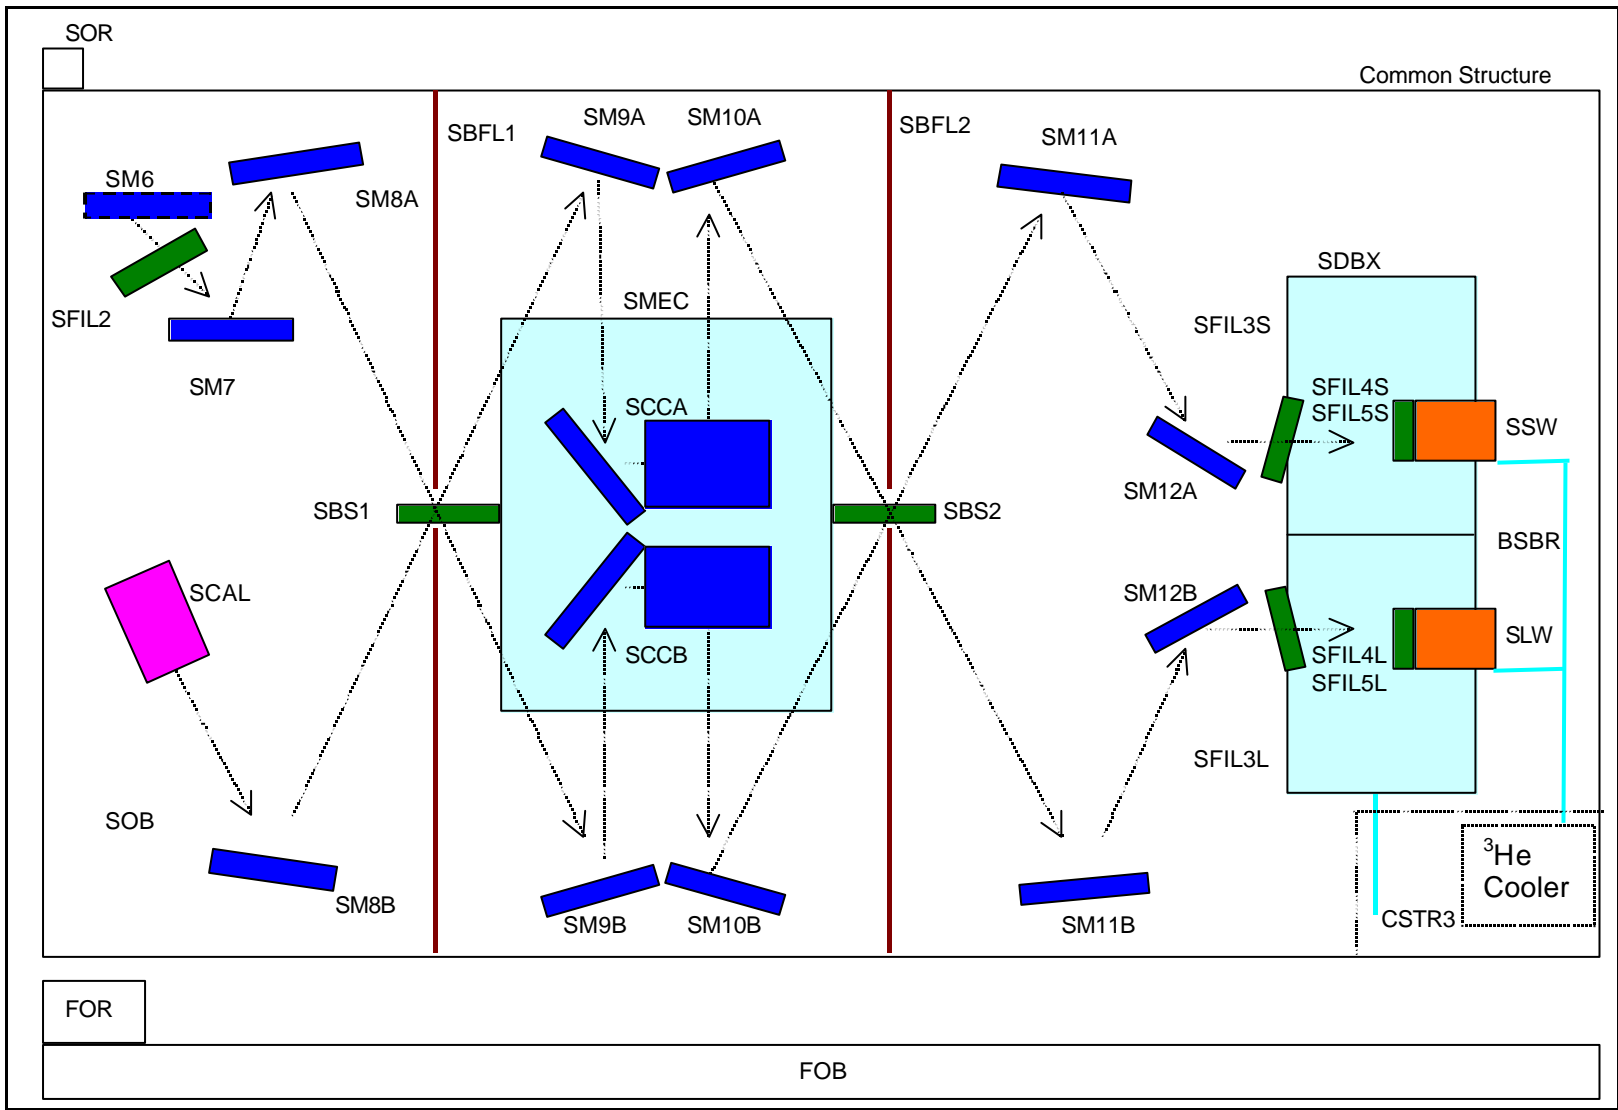 SOR
Common Structure
SM9A
SM10A
SBFL1
SBFL2
SM11A
SM6
SM8A
SDBX
SMEC
SFIL2
SFIL3S
SM7
SFIL4S
SFIL5S
SCCA
SSW
SM12A
SBS1
SBS2
BSBR
SCAL
SM12B
SLW
SCCB
SFIL4L
SFIL5L
SFIL3L
SOB
3He
Cooler
SM8B
SM9B
SM10B
SM11B
CSTR3
FOR
FOB